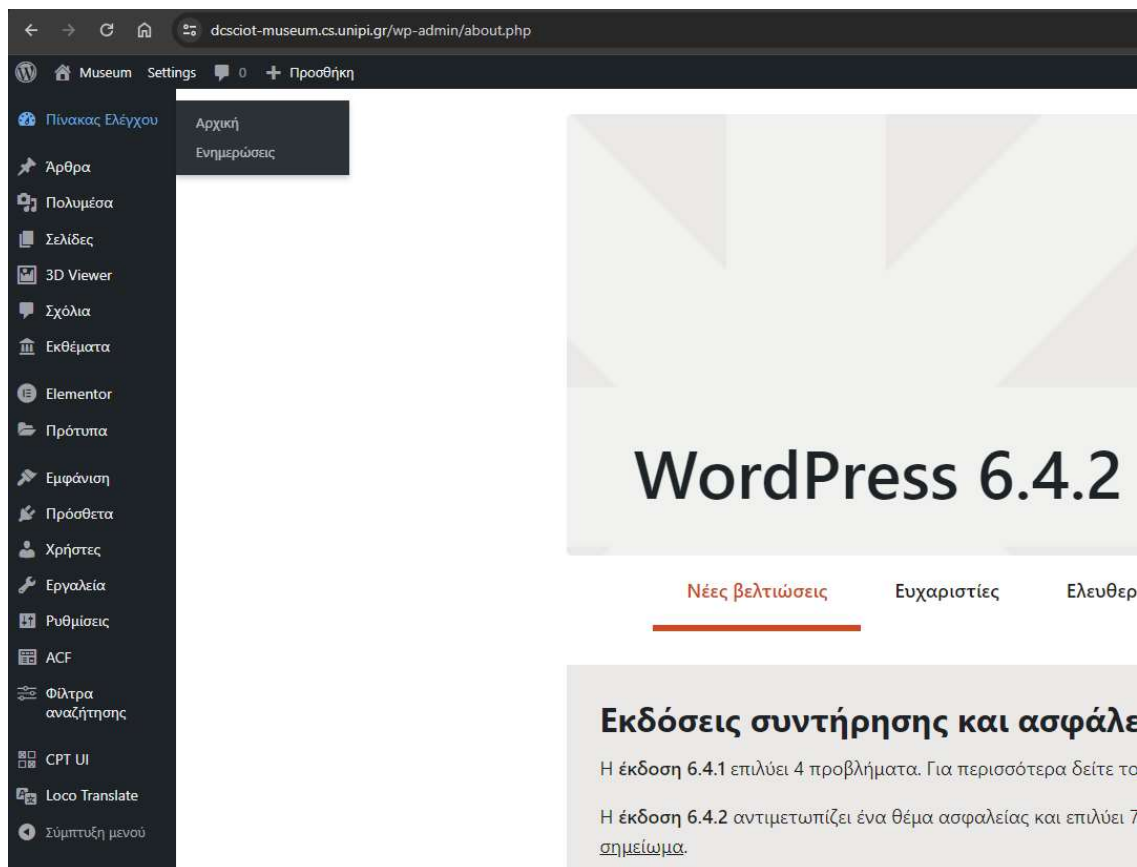 dcsciot-museum.cs.unipi.gr/wp-admin/about.php
Museum Settings 0 + Προσθήκη
Πίνακας Ελέγχου
Αρχική
Ενημερώσεις
Άρθρα
Πολυμέσα
Σελίδες
3D Viewer
Σχόλια
Εκθέματα
Elementor
Πρότυπα
Εμφάνιση
Πρόσθετα
Χρήστες
Εργαλεία
Ρυθμίσεις
ACF
Φίλτρα
αναζήτησης
CPT UI
Loco Translate
Σύμπτυξη μενού
WordPress 6.4.2
Νέες βελτιώσεις Ευχαριστίες Ελευθερ
Εκδόσεις συντήρησης και ασφάλε
Η έκδοση 6.4.1 επιλύει 4 προβλήματα. Για περισσότερα δείτε το
Η έκδοση 6.4.2 αντιμετωπίζει ένα θέμα ασφαλείας και επιλύει 7
σημείωμα.